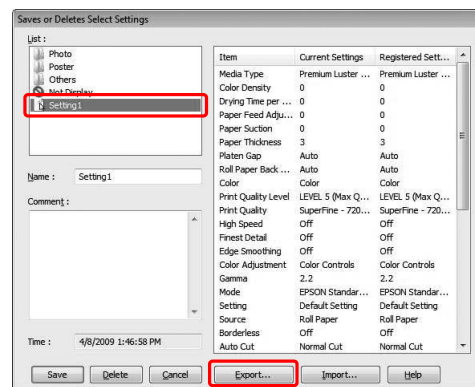 Saves or Deletes Select Settings
List :
Photo
Poster
Others
Not Display
Setting1
Name : Setting1
Comment :
Time : 4/8/2009 1:46:58 PM
Item Current Settings Registered Sett...
Media Type Premium Luster ... Premium Luster ...
Color Density 0 0
Drying Time per ... 0 0
Paper Feed Adju... 0 0
Paper Suction 0 0
Paper Thickness 3 3
Platen Gap Auto Auto
Roll Paper Back ... Auto Auto
Color Color Color
Print Quality Level LEVEL 5 (Max Q... LEVEL 5 (Max Q...
Print Quality SuperFine - 720... SuperFine - 720...
High Speed Off Off
Finest Detail Off Off
Edge Smoothing Off Off
Color Adjustment Color Controls Color Controls
Gamma 2.2 2.2
Mode EPSON Standar... EPSON Standar...
Setting Default Setting Default Setting
Source Roll Paper Roll Paper
Borderless Off Off
Auto Cut Normal Cut Normal Cut
Save Delete Cancel Export... Import... Help